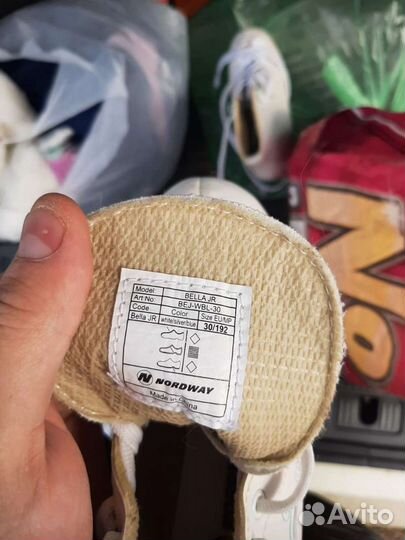 Model BELLA JR
Art No BEJ-WBL-30
Code Color Size EU/MP
Bella JR white/silver/blue 30/192
NORDWAY
Made in China
Avito